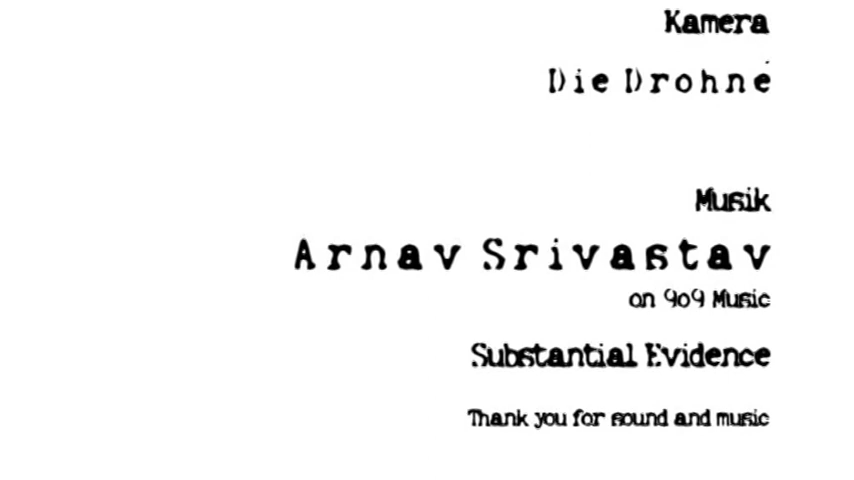 Kamera
Die Drohne
Musik
Arnav Srivastav
on 909 Music
Substantial Evidence
Thank you for sound and music